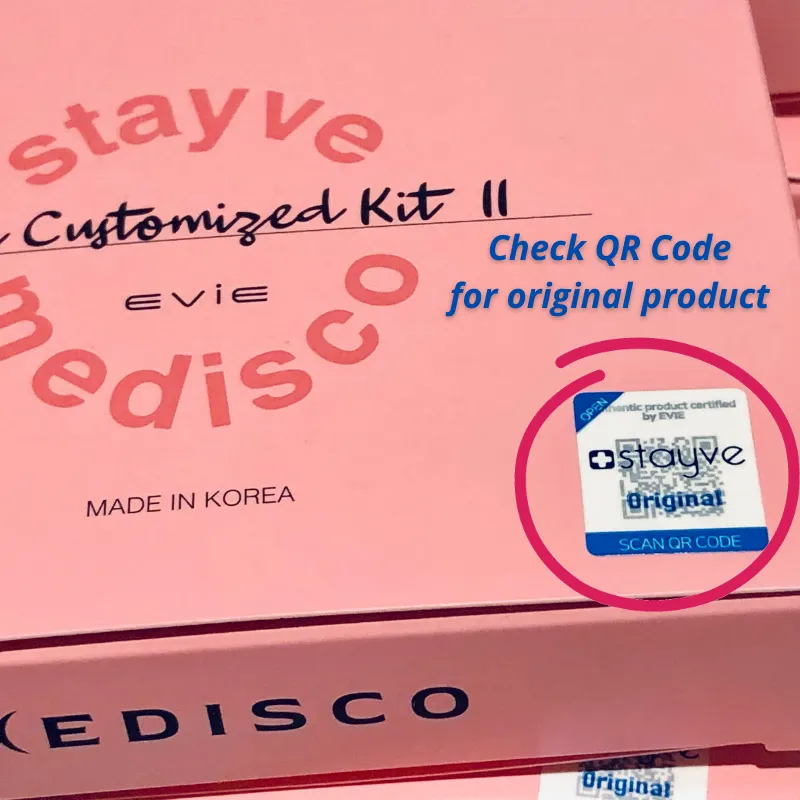 stayve
Customized Kit II
EVIE
medisco
Check QR Code
for original product
OPEN
hentic product certified
by EVIE
stayve
Original
SCAN QR CODE
MADE IN KOREA
EDISCO
Original